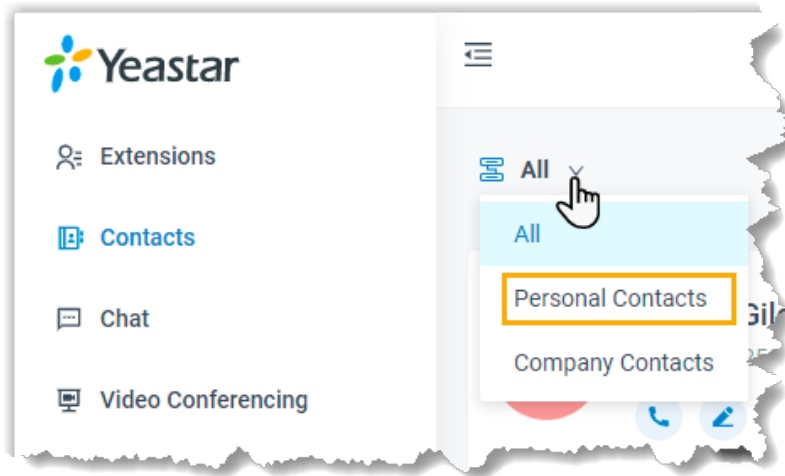 Yeastar
Extensions
Contacts
Chat
Video Conferencing
All
All
Personal Contacts
Company Contacts